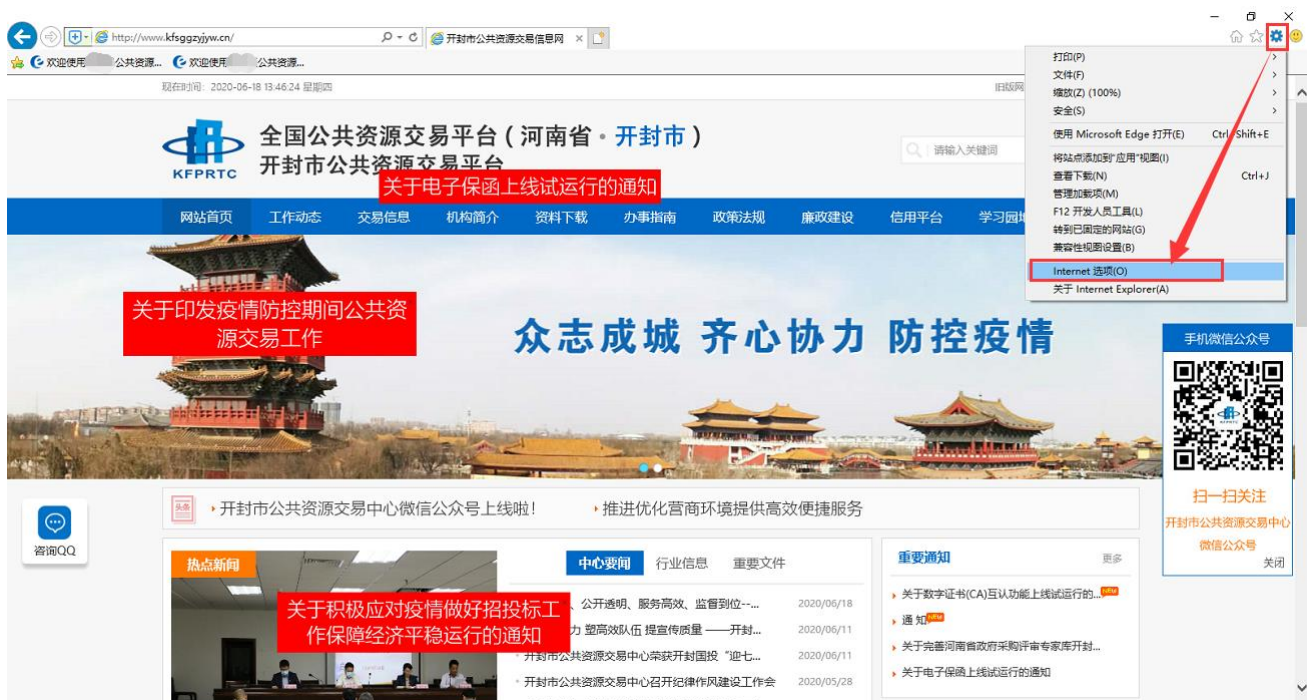 http://www.kfsggzyjyw.cn/
开封市公共资源交易信息网
欢迎使用 公共资源...
欢迎使用 公共资源...
现在时间: 2020-06-18 13:46:24 星期四
旧版网
打印(P)
文件(F)
缩放(Z) (100%)
安全(S)
使用 Microsoft Edge 打开(E) Ctrl+Shift+E
将站点添加到“应用”视图(I)
查看下载(N) Ctrl+J
管理加载项(M)
F12 开发人员工具(L)
转到已固定的网站(G)
兼容性视图设置(B)
Internet 选项(O)
关于 Internet Explorer(A)
KFPRTC
全国公共资源交易平台(河南省·开封市)
开封市公共资源交易平台
请输入关键词
关于电子保函上线试运行的通知
网站首页 工作动态 交易信息 机构简介 资料下载 办事指南 政策法规 廉政建设 信用平台 学习园地
关于印发疫情防控期间公共资
源交易工作
众志成城 齐心协力 防控疫情
手机微信公众号
KFPRTC
扫一扫关注
开封市公共资源交易中心
微信公众号
关闭
咨询QQ
头条
开封市公共资源交易中心微信公众号上线啦!
推进优化营商环境提供高效便捷服务
热点新闻
关于积极应对疫情做好招投标工
作保障经济平稳运行的通知
中心要闻 行业信息 重要文件
、公开透明、服务高效、监督到位--... 2020/06/18
力 塑高效队伍 提宣传质量 ——开封... 2020/06/11
开封市公共资源交易中心荣获开封国投“迎七... 2020/06/11
开封市公共资源交易中心召开纪律作风建设工作会 2020/05/28
重要通知 更多
关于数字证书(CA)互认功能上线试运行的... NEW
通 知 NEW
关于完善河南省政府采购评审专家库开封...
关于电子保函上线试运行的通知